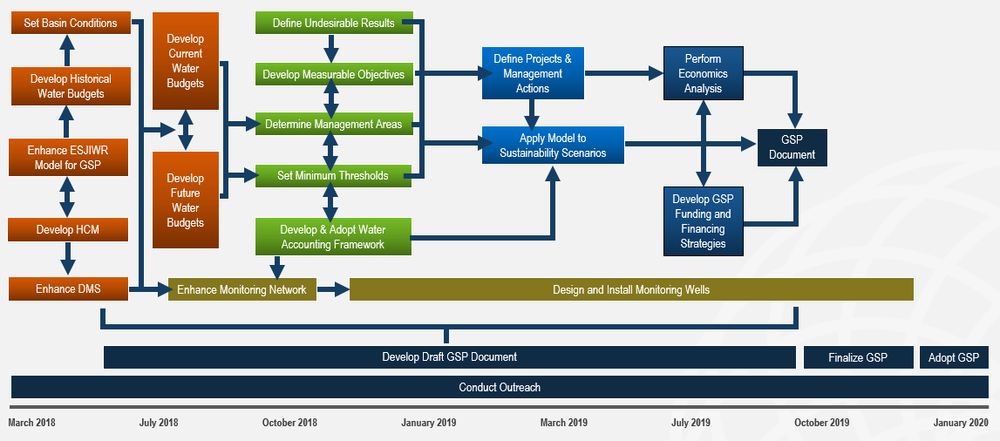 Set Basin Conditions
Develop Historical
Water Budgets
Enhance ESJIWR
Model for GSP
Develop HCM
Enhance DMS
Develop
Current
Water
Budgets
Develop
Future
Water
Budgets
Define Undesirable Results
Develop Measurable Objectives
Determine Management Areas
Set Minimum Thresholds
Develop & Adopt Water
Accounting Framework
Enhance Monitoring Network
Design and Install Monitoring Wells
Define Projects &
Management
Actions
Apply Model to
Sustainability Scenarios
Perform
Economics
Analysis
Develop GSP
Funding and
Financing
Strategies
GSP
Document
Develop Draft GSP Document
Finalize GSP
Adopt GSP
Conduct Outreach
March 2018
July 2018
October 2018
January 2019
March 2019
July 2019
October 2019
January 2020